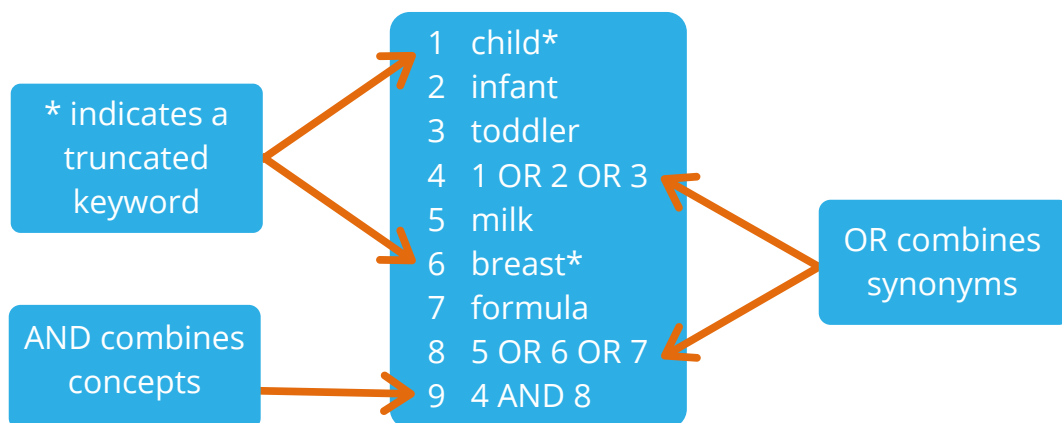 * indicates a
truncated
keyword
AND combines
concepts
1 child*
2 infant
3 toddler
4 1 OR 2 OR 3
5 milk
6 breast*
7 formula
8 5 OR 6 OR 7
9 4 AND 8
OR combines
synonyms